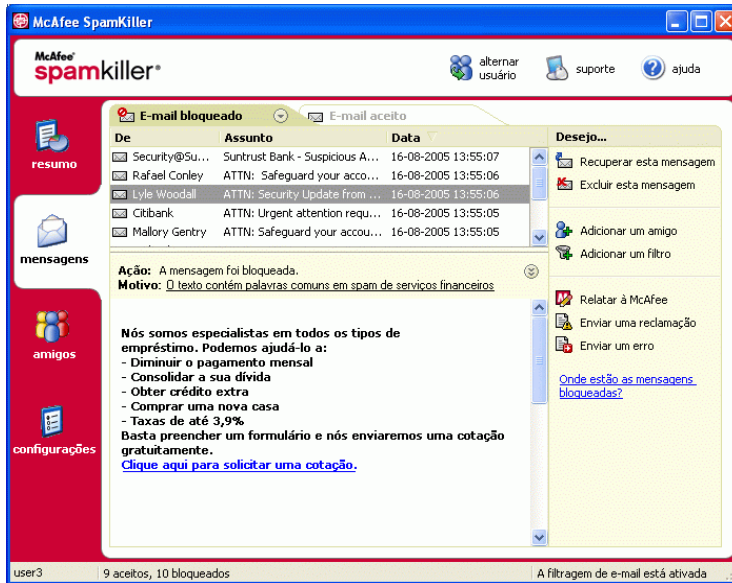 McAfee SpamKiller
McAfee®
spamkiller®
alternar usuário
suporte
ajuda
resumo
mensagens
amigos
configurações
E-mail bloqueado
E-mail aceito
De Assunto Data
Security@Su... Suntrust Bank - Suspicious A... 16-08-2005 13:55:07
Rafael Conley ATTN: Safeguard your acco... 16-08-2005 13:55:06
Lyle Woodall ATTN: Security Update from ... 16-08-2005 13:55:06
Citibank ATTN: Urgent attention requ... 16-08-2005 13:55:05
Mallory Gentry ATTN: Safeguard your accou... 16-08-2005 13:55:05
Ação: A mensagem foi bloqueada.
Motivo: O texto contém palavras comuns em spam de serviços financeiros
Nós somos especialistas em todos os tipos de
empréstimo. Podemos ajudá-lo a:
- Diminuir o pagamento mensal
- Consolidar a sua dívida
- Obter crédito extra
- Comprar uma nova casa
- Taxas de até 3,9%
Basta preencher um formulário e nós enviaremos uma cotação
gratuitamente.
Clique aqui para solicitar uma cotação.
Desejo...
Recuperar esta mensagem
Excluir esta mensagem
Adicionar um amigo
Adicionar um filtro
Relatar à McAfee
Enviar uma reclamação
Enviar um erro
Onde estão as mensagens
bloqueadas?
user3
9 aceitos, 10 bloqueados
A filtragem de e-mail está ativada